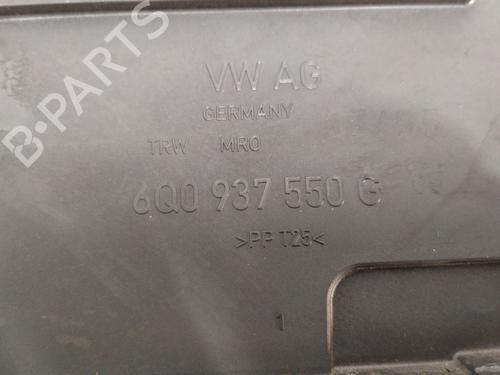 B-PARTS
VW AG
GERMANY
TRW MRO
6Q0 937 550 G
>PP T25<
1